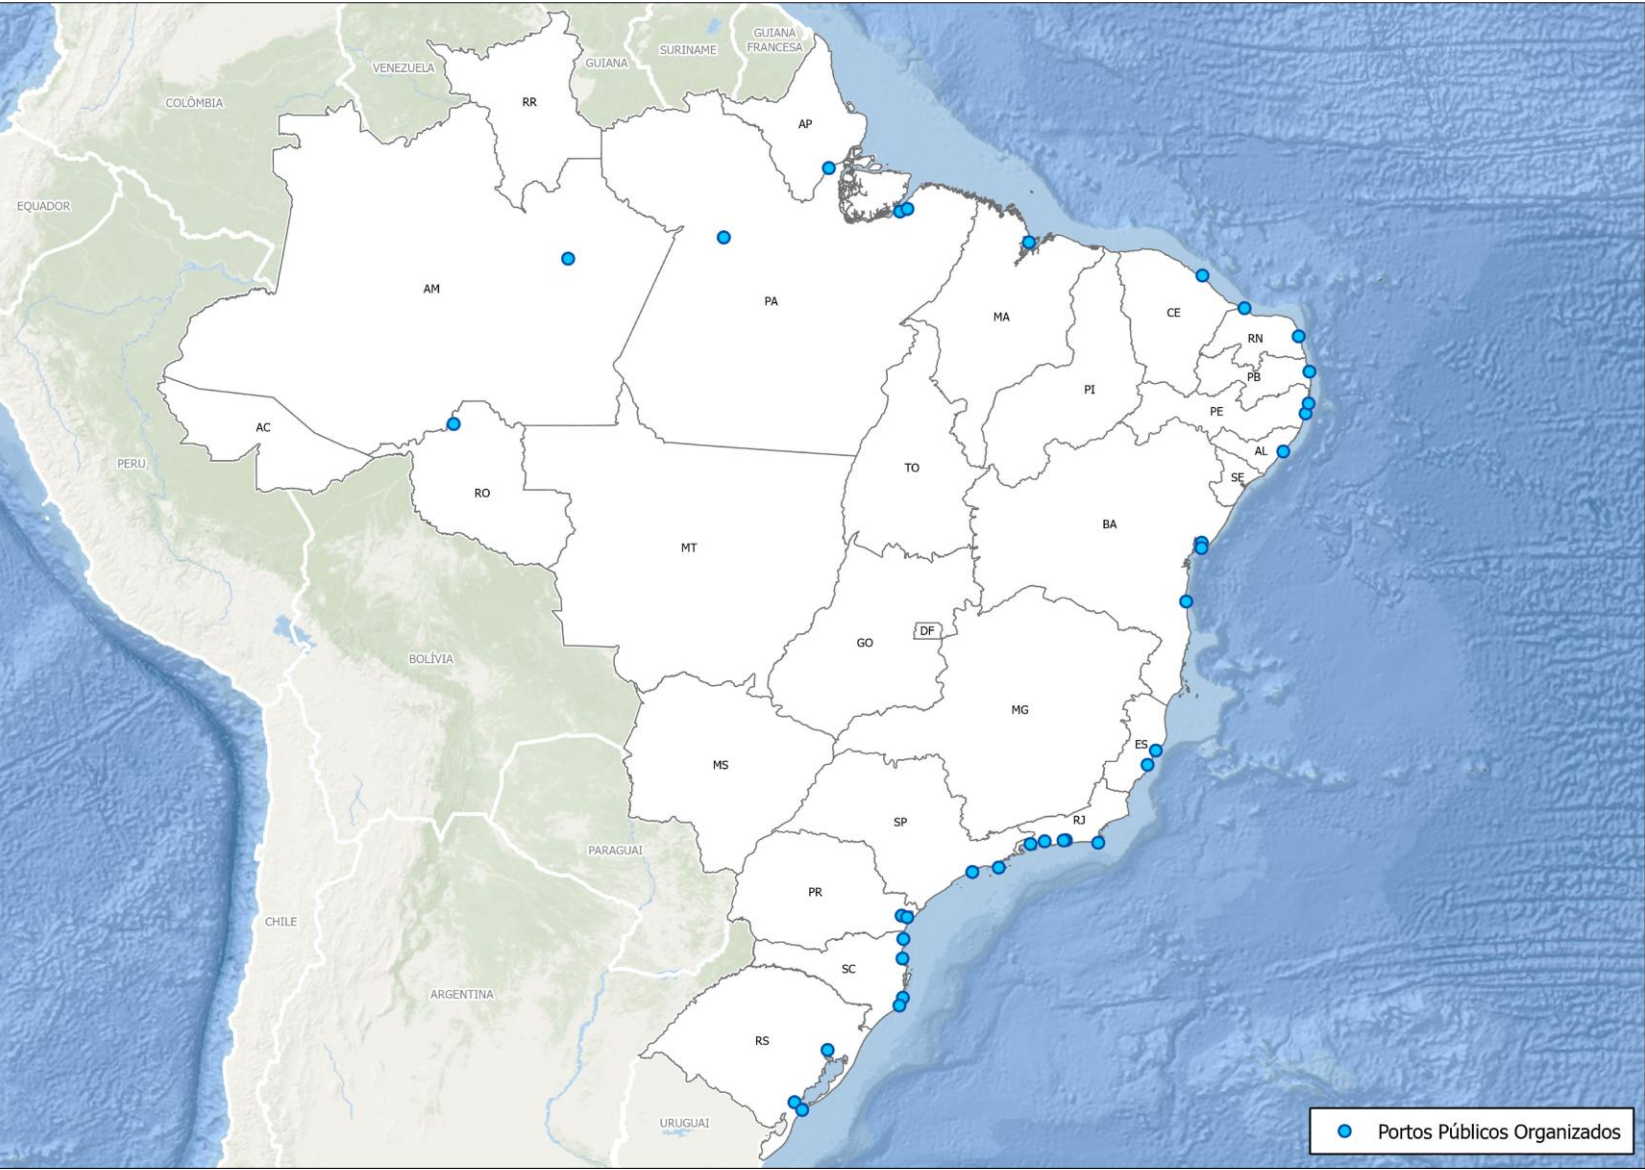 GUIANA
FRANCESA
SURINAME
GUIANA
VENEZUELA
COLÔMBIA
RR
AP
EQUADOR
AM
PA
MA
CE
RN
PB
PI
PE
AC
AL
PERU
TO
SE
RO
BA
MT
DF
GO
BOLÍVIA
MG
ES
MS
RJ
SP
PARAGUAI
PR
CHILE
SC
ARGENTINA
RS
URUGUAI
Portos Públicos Organizados